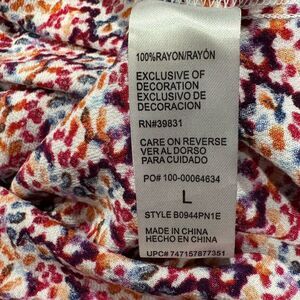 100%RAYON/RAYÓN
EXCLUSIVE OF
DECORATION
EXCLUSIVO DE
DECORACION
RN#39831
CARE ON REVERSE
VER AL DORSO
PARA CUIDADO
PO# 100-00064634
L
STYLE B0944PN1E
MADE IN CHINA
HECHO EN CHINA
UPC# 747157877351